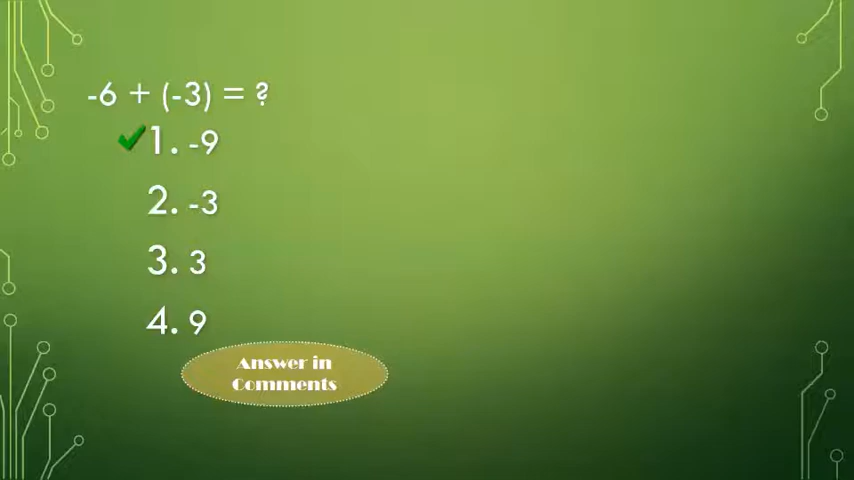 -6 + (-3) = ?
1. -9
2. -3
3. 3
4. 9
Answer in
Comments